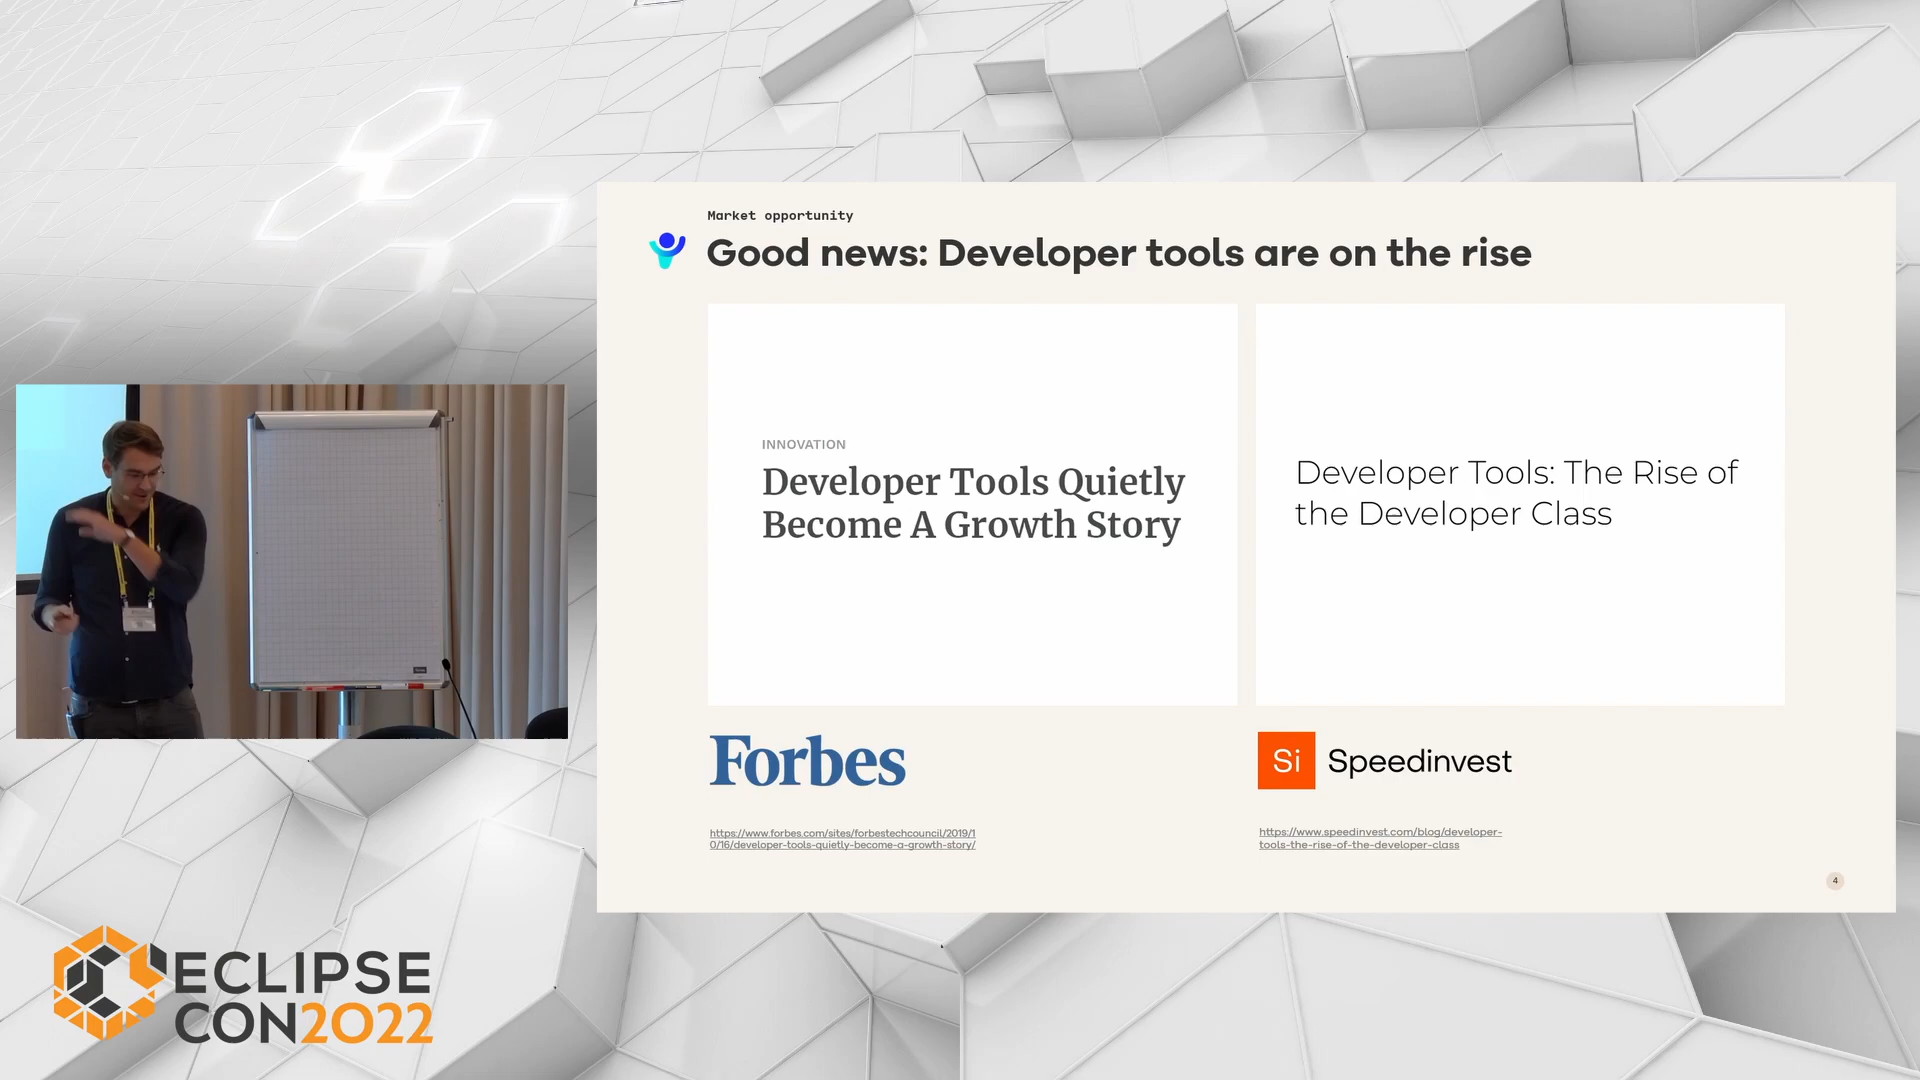 Market opportunity
Good news: Developer tools are on the rise
INNOVATION
Developer Tools Quietly
Become A Growth Story
Developer Tools: The Rise of
the Developer Class
Forbes
Si Speedinvest
https://www.forbes.com/sites/forbestechcouncil/2019/1
0/16/developer-tools-quietly-become-a-growth-story/
https://www.speedinvest.com/blog/developer-
tools-the-rise-of-the-developer-class
4
ECLIPSE
CON2022